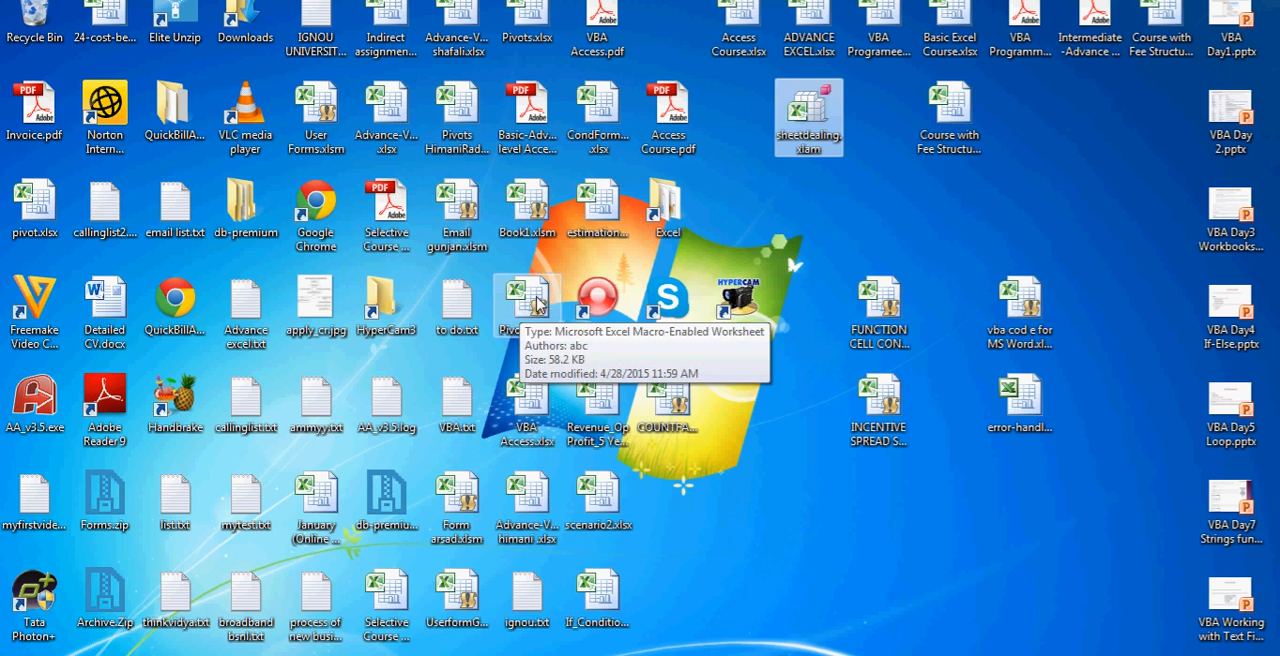 Recycle Bin
24-cost-be...
Elite Unzip
Downloads
IGNOU
UNIVERSIT...
Indirect
assignmen...
Advance-V...
shafali.xlsx
Pivots.xlsx
VBA
Access.pdf
Access
Course.xlsx
ADVANCE
EXCEL.xlsx
VBA
Programee...
Basic Excel
Course.xlsx
VBA
Programm...
Intermediate
-Advance ...
Course with
Fee Structu...
VBA
Day1.pptx
Invoice.pdf
Norton
Intern...
QuickBillA...
VLC media
player
User
Forms.xlsm
Advance-V...
.xlsx
Pivots
HimaniRad...
Basic-Adv...
level Acce...
CondForm...
.xlsx
Access
Course.pdf
sheetdealing.
xlam
Course with
Fee Structu...
VBA Day
2.pptx
pivot.xlsx
callinglist2....
email list.txt
db-premium
Google
Chrome
Selective
Course ...
Email
gunjan.xlsm
Book1.xlsm
estimation...
Excel
VBA Day3
Workbooks...
Freemake
Video C...
Detailed
CV.docx
QuickBillA...
Advance
excel.txt
apply_cnjpg
HyperCam3
to do.txt
HYPERCAM
FUNCTION
CELL CON...
vba cod e for
MS Word.xl...
VBA Day4
If-Else.pptx
Type: Microsoft Excel Macro-Enabled Worksheet
Authors: abc
Size: 58.2 KB
Date modified: 4/28/2015 11:59 AM
AA_v3.5.exe
Adobe
Reader 9
Handbrake
callinglist.txt
ammyy.txt
AA_v3.5.log
VBA.txt
VBA
Access.xlsx
Revenue_Op
Profit_5 Ye...
COUNTFA...
INCENTIVE
SPREAD S...
error-handl...
VBA Day5
Loop.pptx
myfirstvide...
Forms.zip
list.txt
mytest.txt
January
(Online ...
db-premiu...
Form
arsad.xlsm
Advance-V...
himani .xlsx
scenario2.xlsx
VBA Day7
Strings fun...
Tata
Photon+
Archive.Zip
thinkvidya.txt
broadband
bsnl.txt
process of
new busi...
Selective
Course ...
UserformG...
ignou.txt
If_Conditio...
VBA Working
with Text Fi...